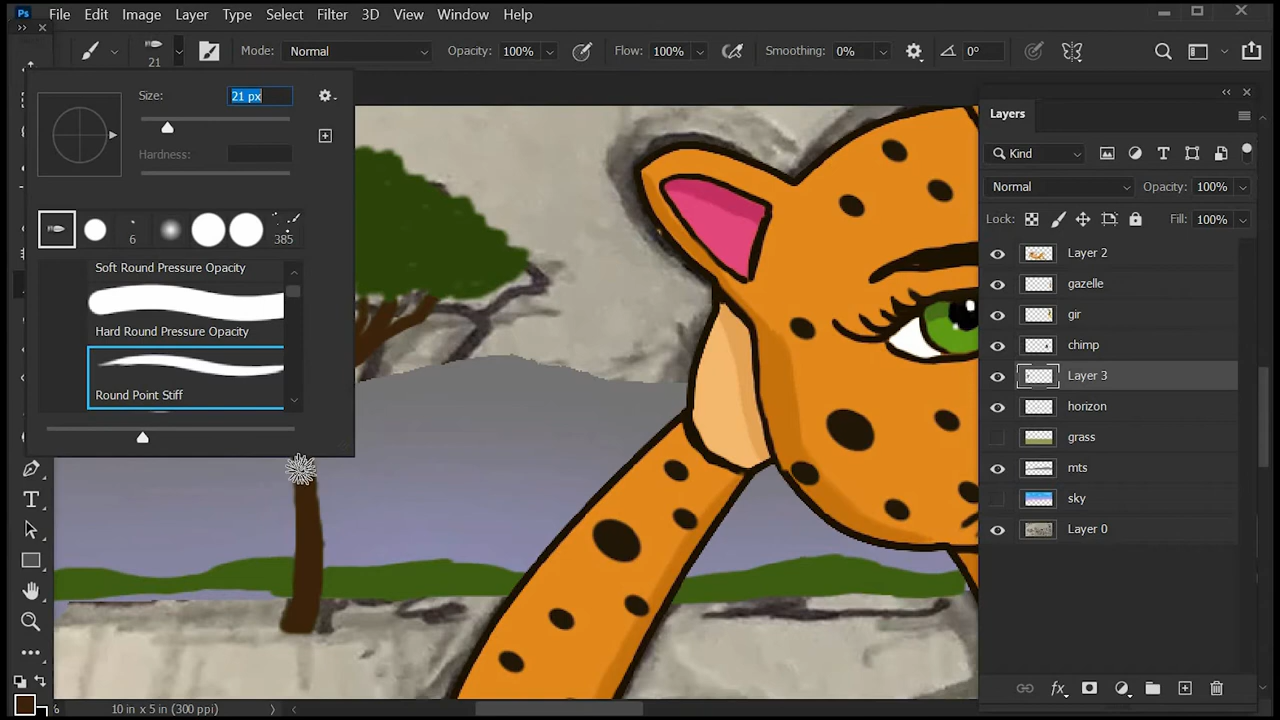 Ps File Edit Image Layer Type Select Filter 3D View Window Help
21 Mode: Normal Opacity: 100% Flow: 100% Smoothing: 0% 0°
Size: 21 px
Hardness:
6 385
Soft Round Pressure Opacity
Hard Round Pressure Opacity
Round Point Stiff
Layers
Kind
Normal Opacity: 100%
Lock: Fill: 100%
Layer 2
gazelle
gir
chimp
Layer 3
horizon
grass
mts
sky
Layer 0
T
% 10 in x 5 in (300 ppi)
fx